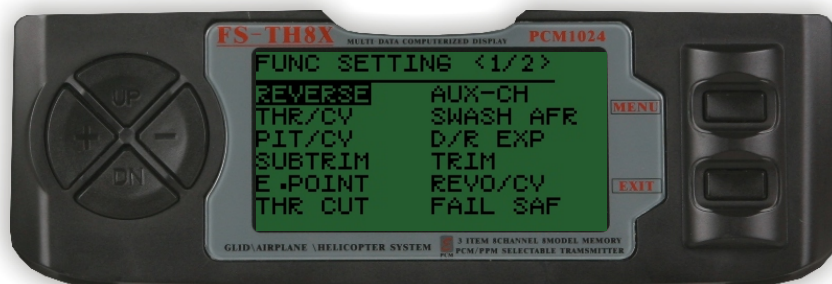 FS-TH8X MULTI-DATA COMPUTERIZED DISPLAY PCM1024
FUNC SETTING <1/2>
REVERSE AUX-CH
THR/CV SWASH AFR
PIT/CV D/R EXP
SUBTRIM TRIM
E.POINT REVO/CV
THR CUT FAIL SAF
UP
+ -
DN
MENU
EXIT
GLID\AIRPLANE \HELICOPTER SYSTEM
PCM
3 ITEM 8CHANNEL 8MODEL MEMORY
PCM/PPM SELECTABLE TRAMSMITTER